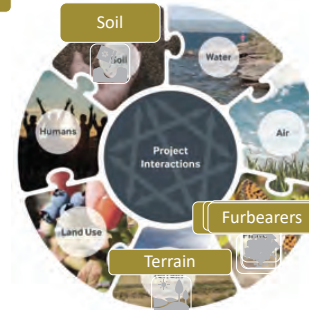 Soil
Soil
Water
Humans
Air
Project
Interactions
Land Use
Furbearers
Terrain